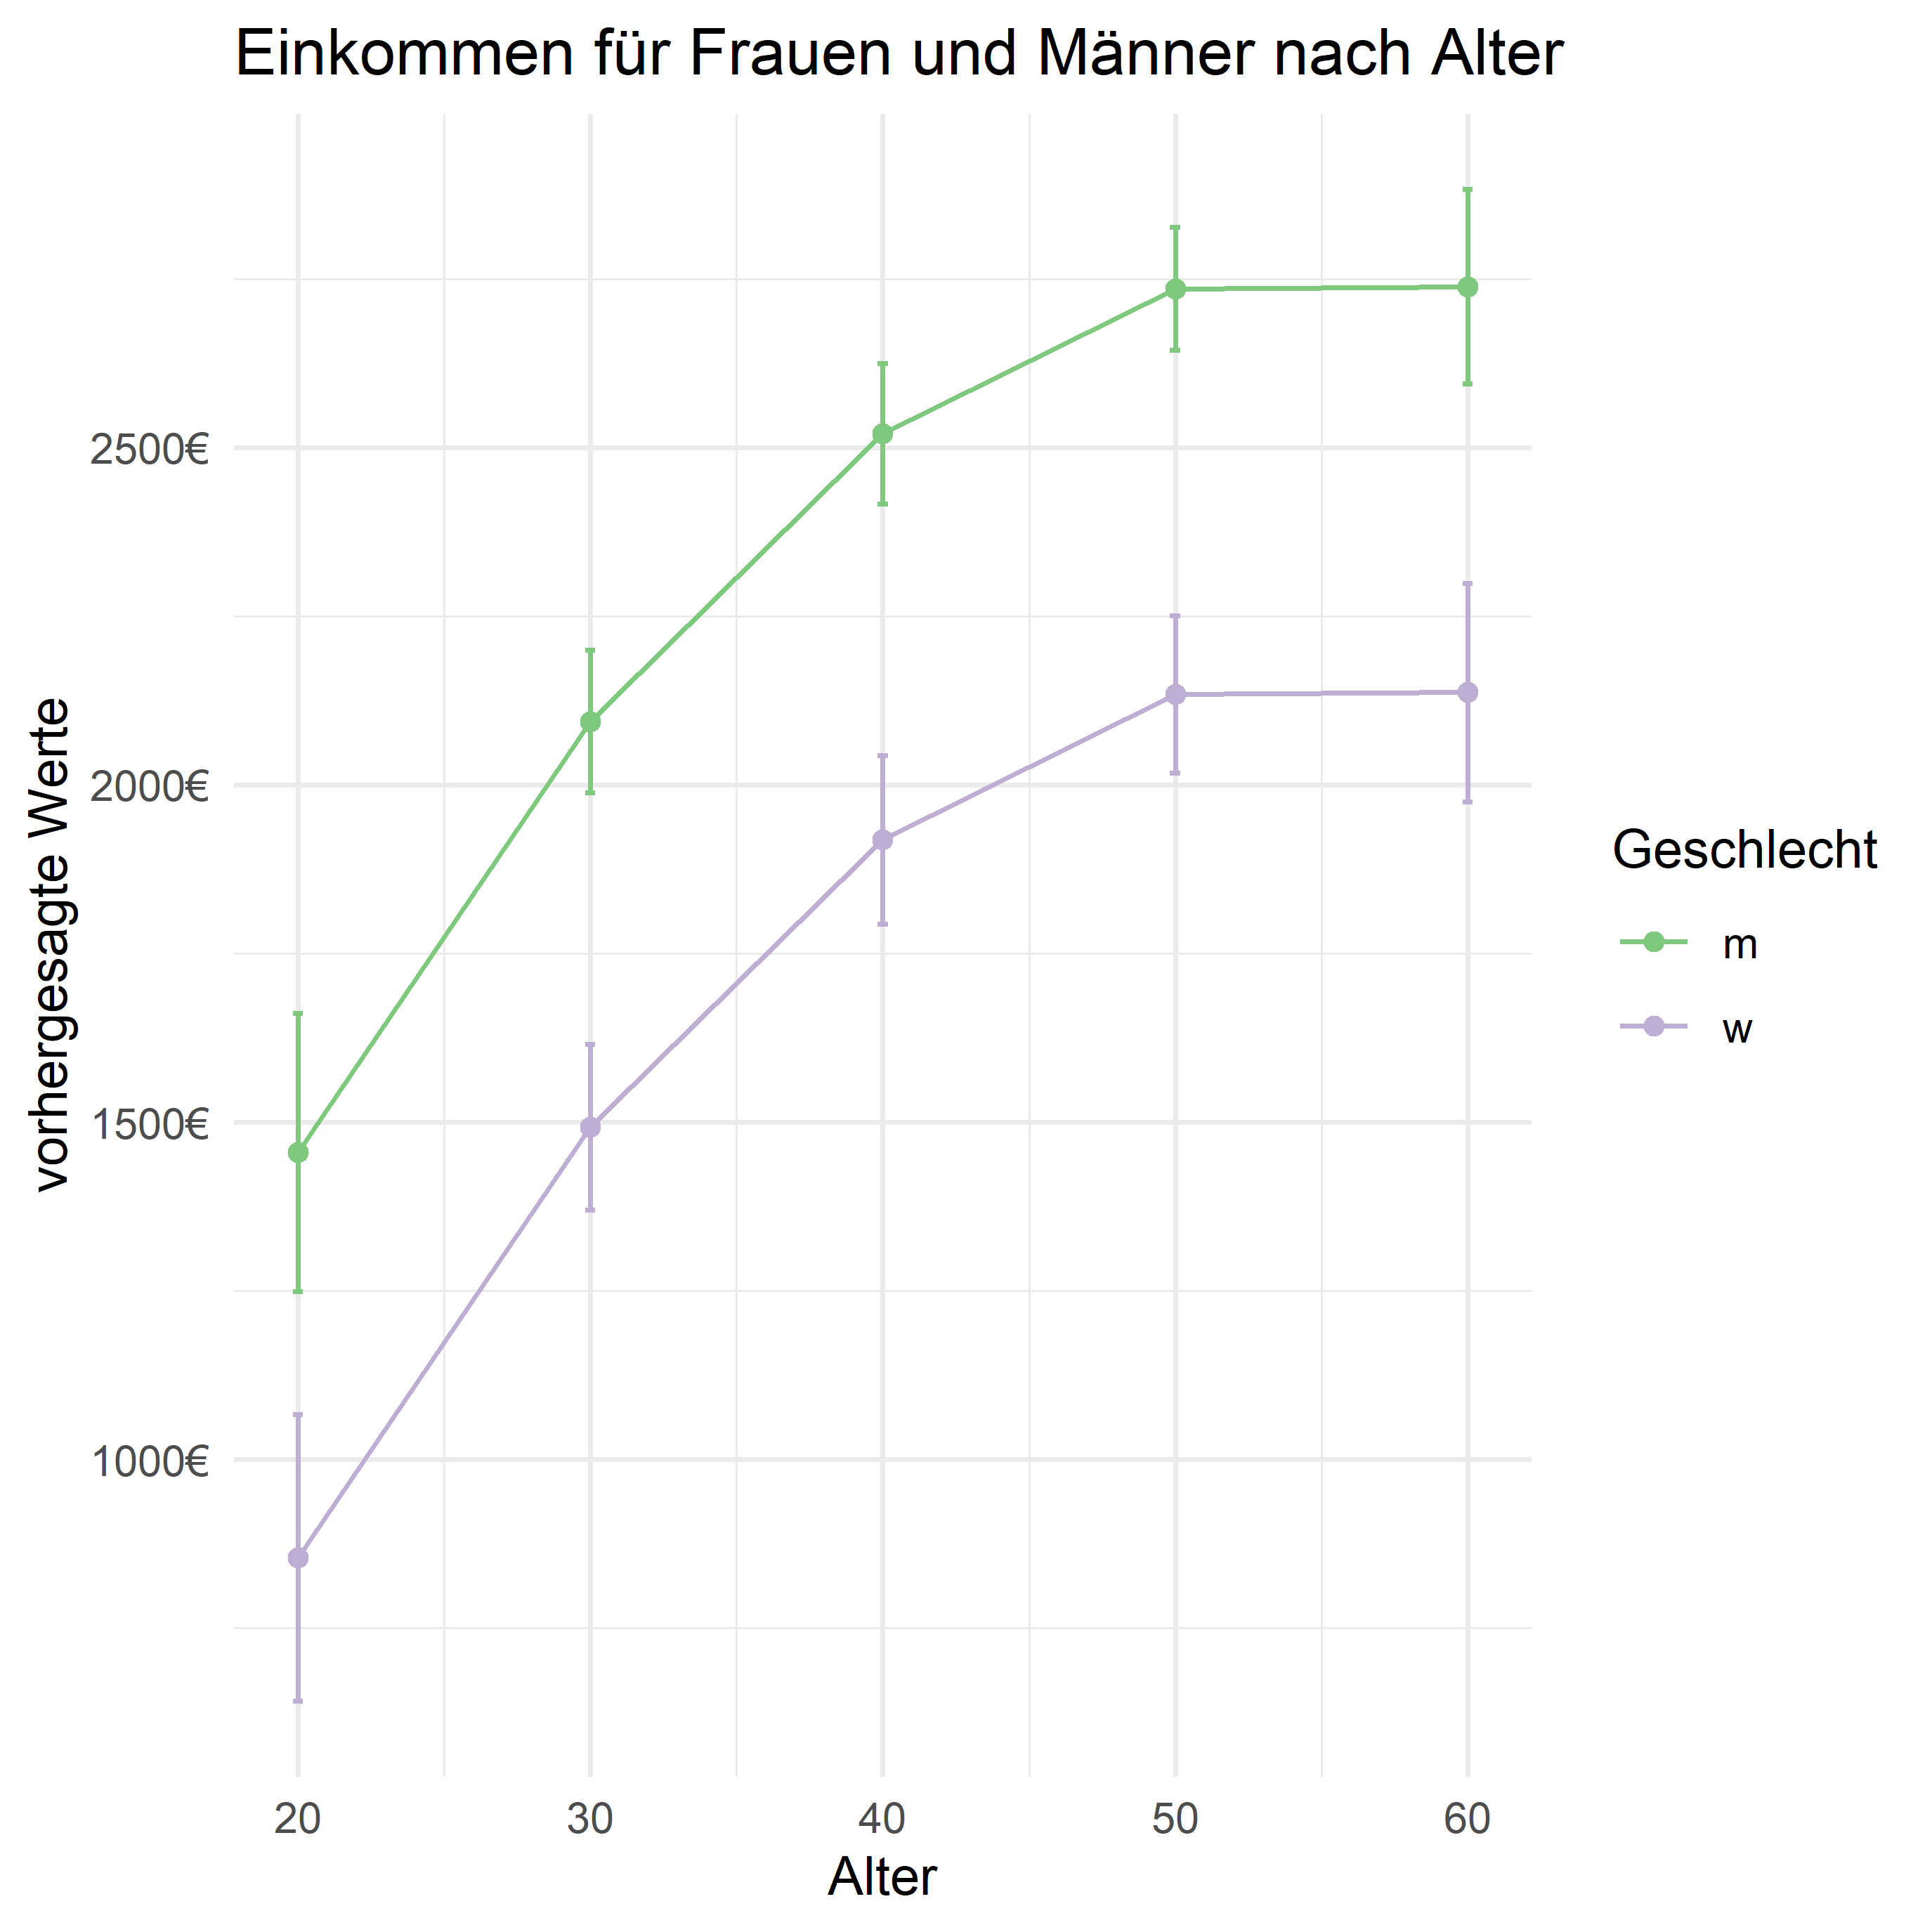 Einkommen für Frauen und Männer nach Alter
vorhergesagte Werte
2500€
2000€
1500€
1000€
20 30 40 50 60
Alter
Geschlecht
m
w